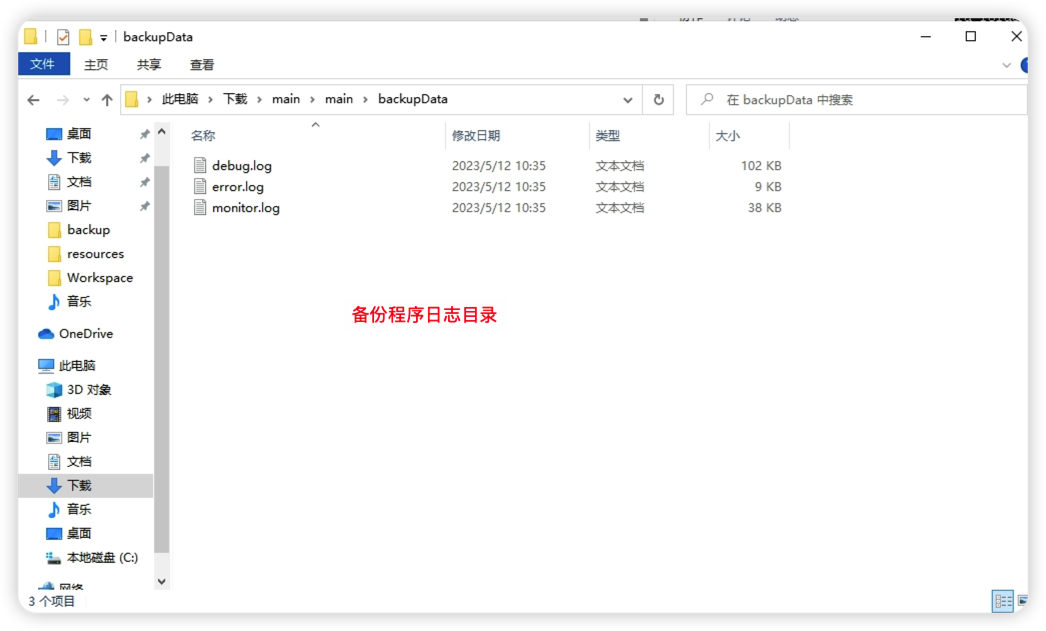 backupData
文件 主页 共享 查看
此电脑 下载 main main backupData 在 backupData 中搜索
名称 修改日期 类型 大小
debug.log 2023/5/12 10:35 文本文档 102 KB
error.log 2023/5/12 10:35 文本文档 9 KB
monitor.log 2023/5/12 10:35 文本文档 38 KB
备份程序日志目录
桌面
下载
文档
图片
backup
resources
Workspace
音乐
OneDrive
此电脑
3D 对象
视频
图片
文档
下载
音乐
桌面
本地磁盘 (C:)
网络
3 个项目